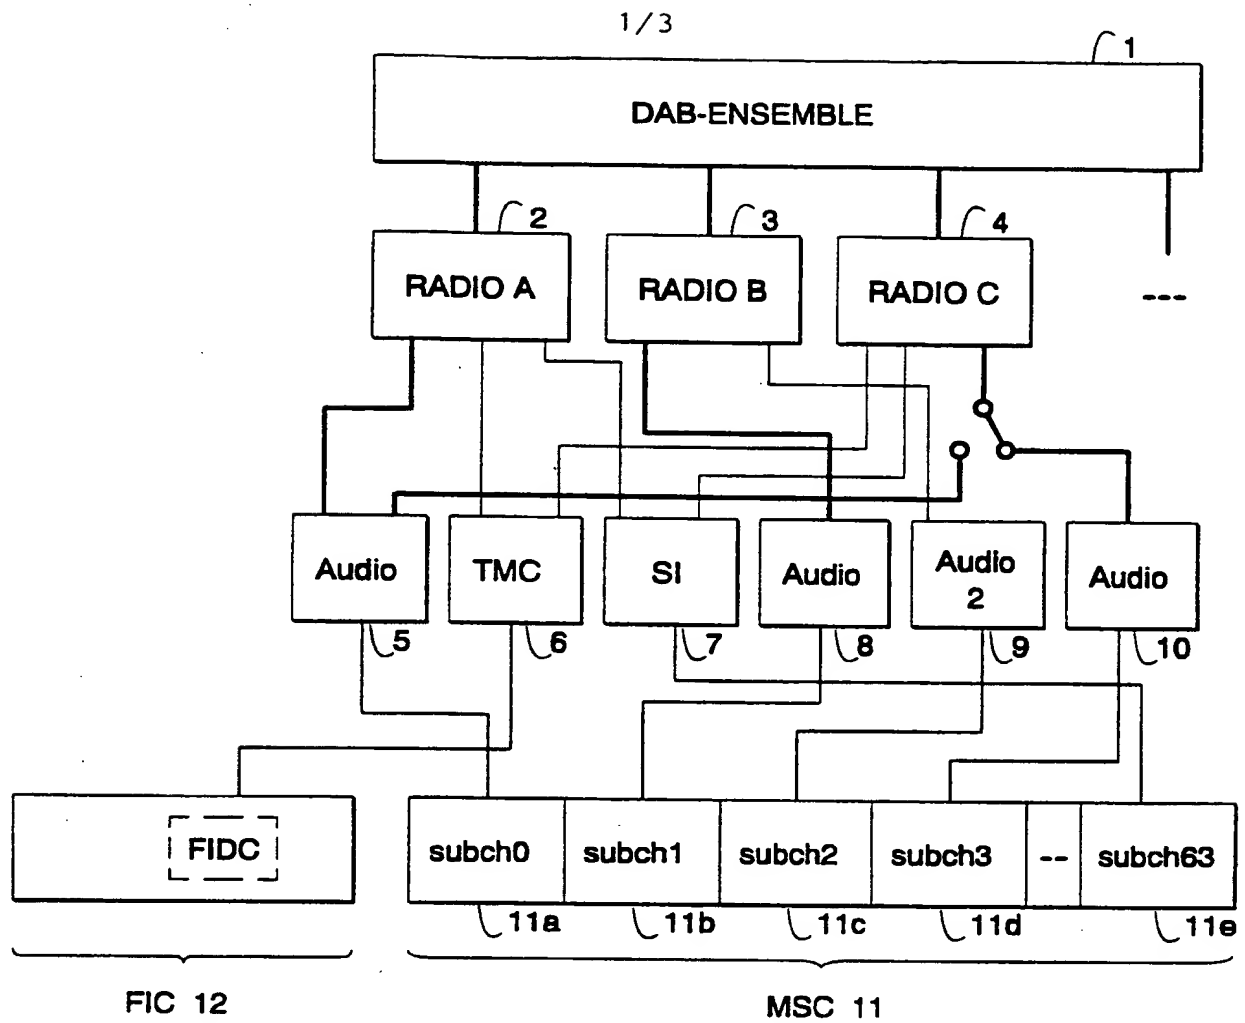 1/3
1
DAB-ENSEMBLE
2
3
4
RADIO A
RADIO B
RADIO C
---
Audio
TMC
SI
Audio
Audio
2
Audio
5
6
7
8
9
10
FIDC
subch0
subch1
subch2
subch3
--
subch63
11a
11b
11c
11d
11e
FIC 12
MSC 11